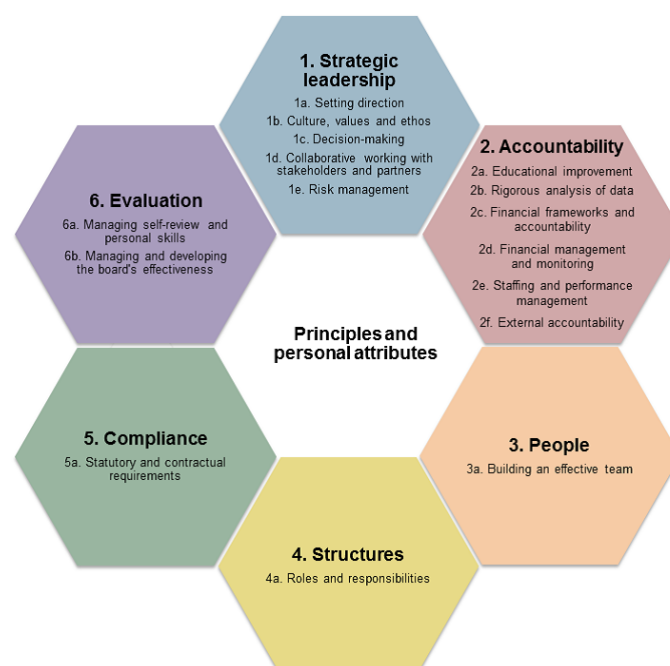 1. Strategic
leadership
1a. Setting direction
1b. Culture, values and ethos
1c. Decision-making
1d. Collaborative working with
stakeholders and partners
1e. Risk management
2. Accountability
2a. Educational improvement
2b. Rigorous analysis of data
2c. Financial frameworks and
accountability
2d. Financial management
and monitoring
2e. Staffing and performance
management
2f. External accountability
3. People
3a. Building an effective team
4. Structures
4a. Roles and responsibilities
5. Compliance
5a. Statutory and contractual
requirements
6. Evaluation
6a. Managing self-review and
personal skills
6b. Managing and developing
the board's effectiveness
Principles and
personal attributes